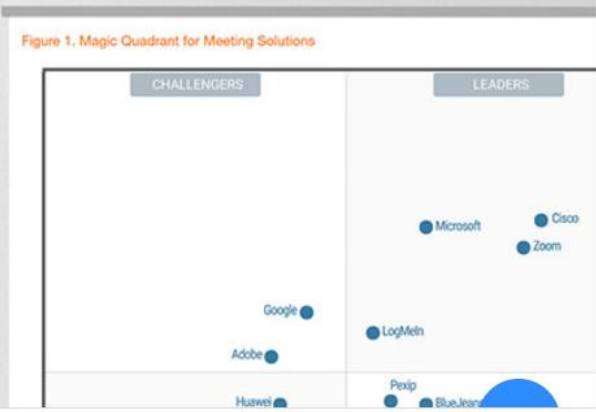 Figure 1. Magic Quadrant for Meeting Solutions
CHALLENGERS
LEADERS
Cisco
Microsoft
Zoom
Google
LogMeIn
Adobe
Pexip
Huawei
BlueJeans